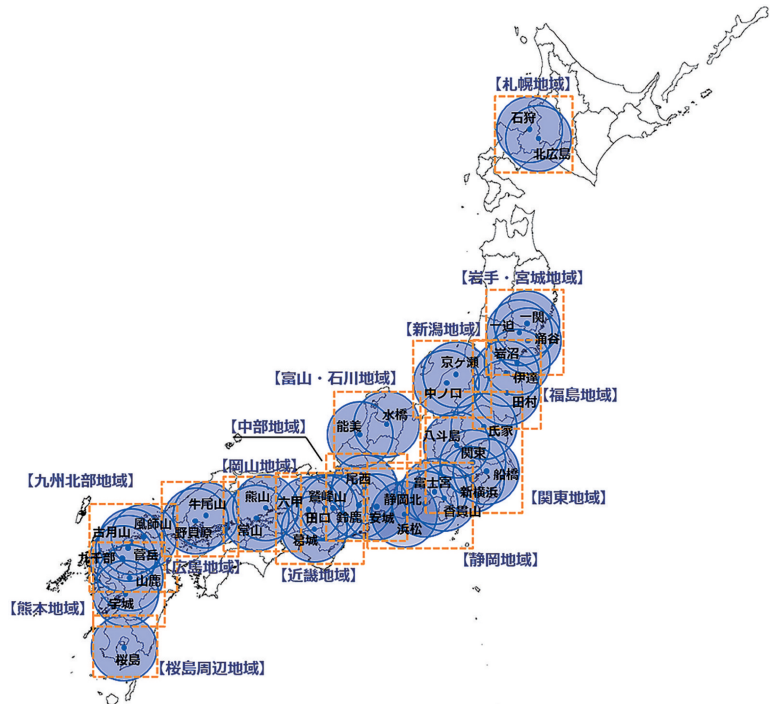 【札幌地域】
石狩
北広島
【岩手・宮城地域】
一関
一迫
涌谷
【新潟地域】
岩沼
京ヶ瀬
伊達
【富山・石川地域】
中ノ口
【福島地域】
田村
水橋
能美
八斗島
氏家
【中部地域】
関東
【岡山地域】
船橋
【九州北部地域】
尾西
富士宮
熊山
六甲
鷲峰山
静岡北
新横浜
【関東地域】
牛尾山
田口
鈴鹿
安城
香貫山
風師山
古月山
野貝原
常山
葛城
浜松
九千部
菅岳
【広島地域】
【近畿地域】
【静岡地域】
山鹿
【熊本地域】
宇城
桜島
【桜島周辺地域】